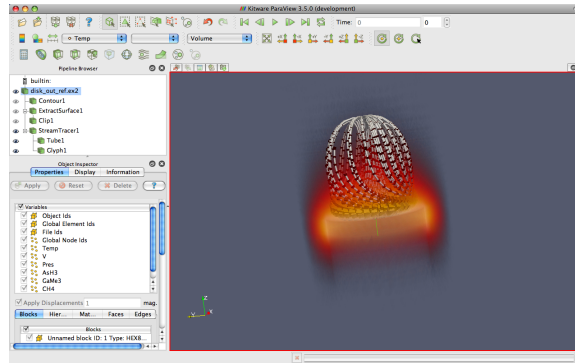 Kitware ParaView 3.5.0 (development)
Time: 0
0
Temp
Volume
Pipeline Browser
builtin:
disk_out_ref.ex2
Contour1
ExtractSurface1
Clip1
StreamTracer1
Tube1
Glyph1
Object Inspector
Properties Display Information
Apply Reset Delete ?
Variables
Object Ids
Global Element Ids
File Ids
Global Node Ids
Temp
V
Pres
AsH3
GaMe3
CH4
Apply Displacements 1 mag.
Blocks Hier... Mat... Faces Edges
Blocks
Unnamed block ID: 1 Type: HEX8...
Z
Y